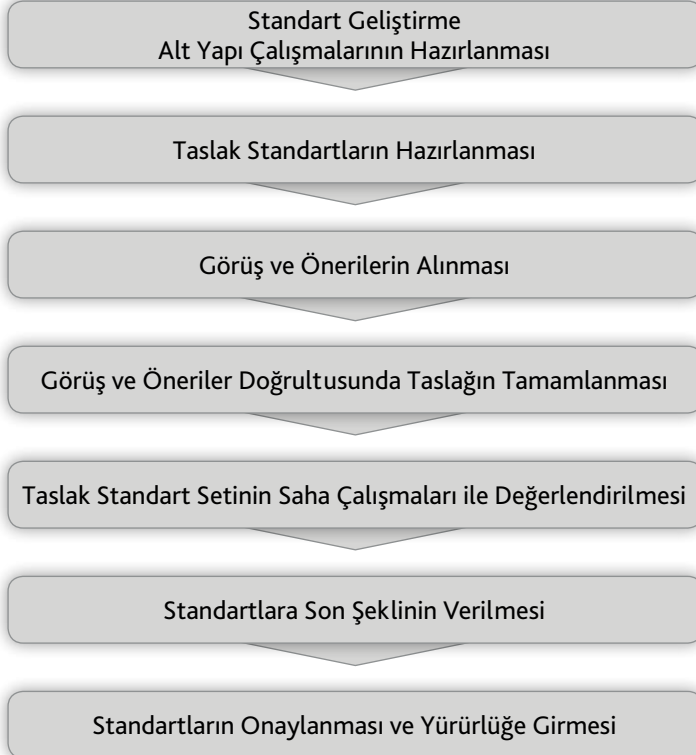 Standart Geliştirme
Alt Yapı Çalışmalarının Hazırlanması
Taslak Standartların Hazırlanması
Görüş ve Önerilerin Alınması
Görüş ve Öneriler Doğrultusunda Taslağın Tamamlanması
Taslak Standart Setinin Saha Çalışmaları ile Değerlendirilmesi
Standartlara Son Şeklinin Verilmesi
Standartların Onaylanması ve Yürürlüğe Girmesi